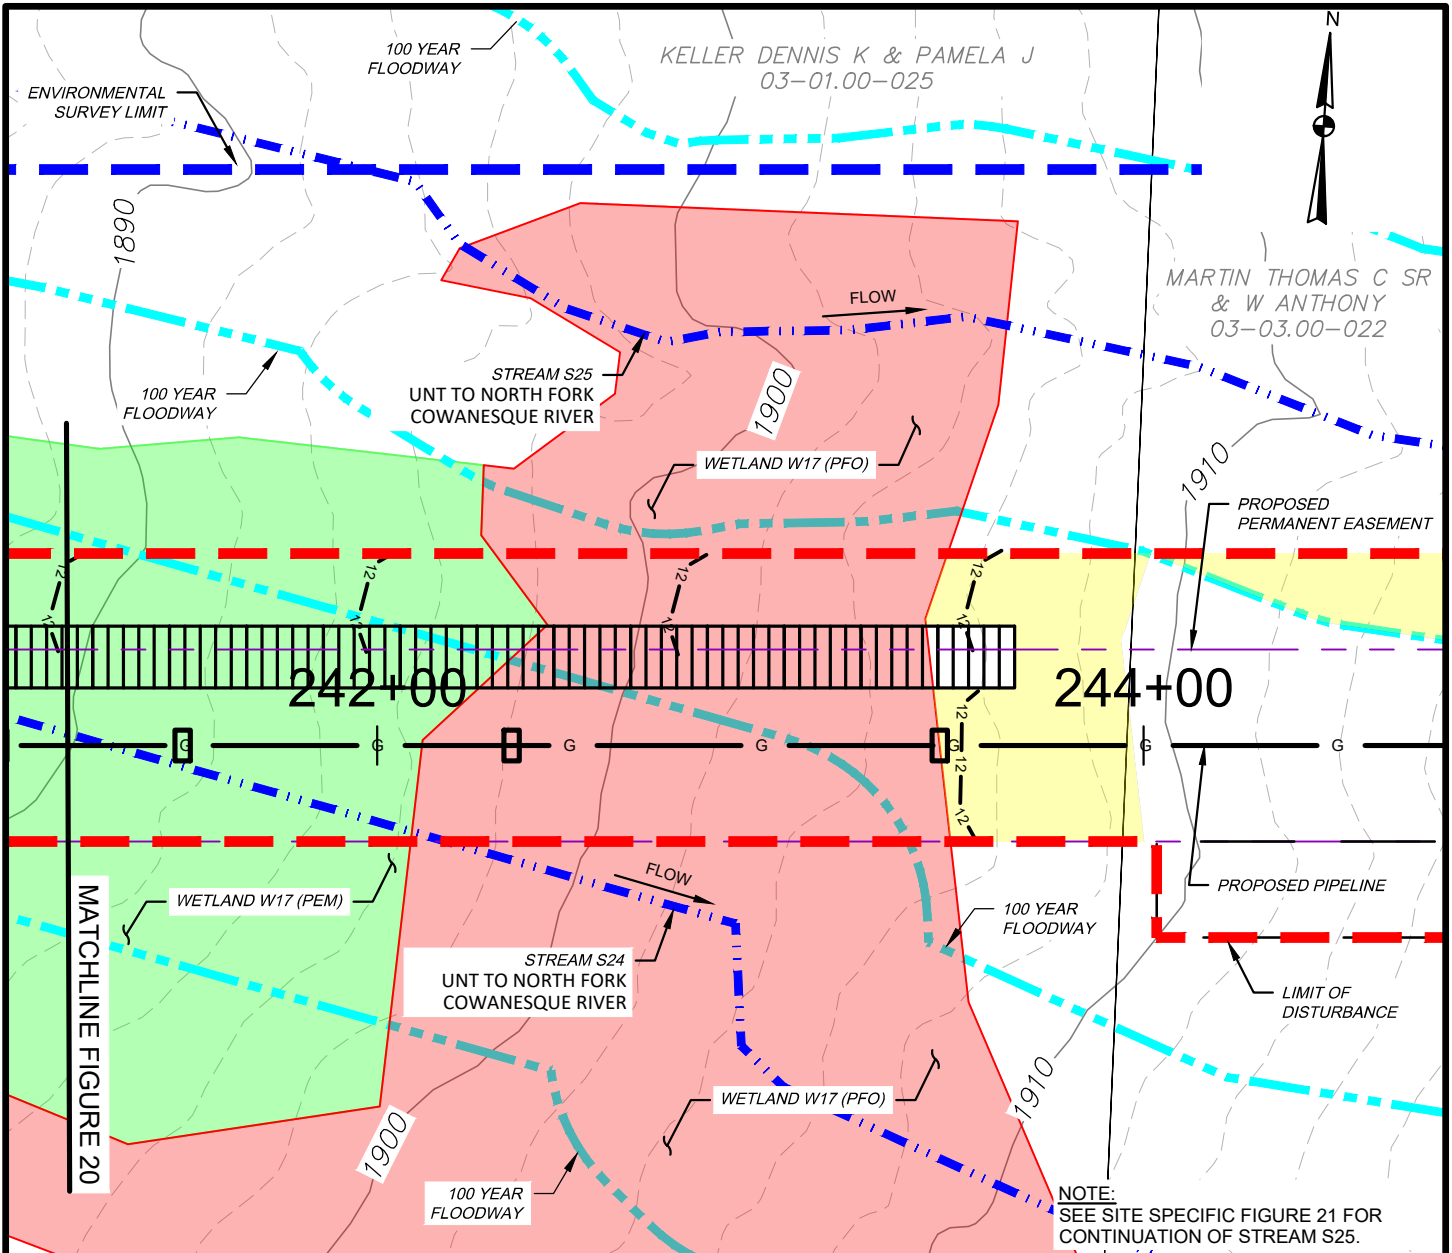 N
100 YEAR
FLOODWAY
KELLER DENNIS K & PAMELA J
03-01.00-025
ENVIRONMENTAL
SURVEY LIMIT
1890
MARTIN THOMAS C SR
& W ANTHONY
03-03.00-022
FLOW
STREAM S25
UNT TO NORTH FORK
COWANESQUE RIVER
100 YEAR
FLOODWAY
1900
WETLAND W17 (PFO)
1910
PROPOSED
PERMANENT EASEMENT
12
12
12
12
12
12
12
12
242+00
244+00
12
12
12
G
G
G
G
G
G
G
FLOW
WETLAND W17 (PEM)
PROPOSED PIPELINE
100 YEAR
FLOODWAY
STREAM S24
UNT TO NORTH FORK
COWANESQUE RIVER
LIMIT OF
DISTURBANCE
MATCHLINE FIGURE 20
WETLAND W17 (PFO)
1910
1900
100 YEAR
FLOODWAY
NOTE:
SEE SITE SPECIFIC FIGURE 21 FOR
CONTINUATION OF STREAM S25.